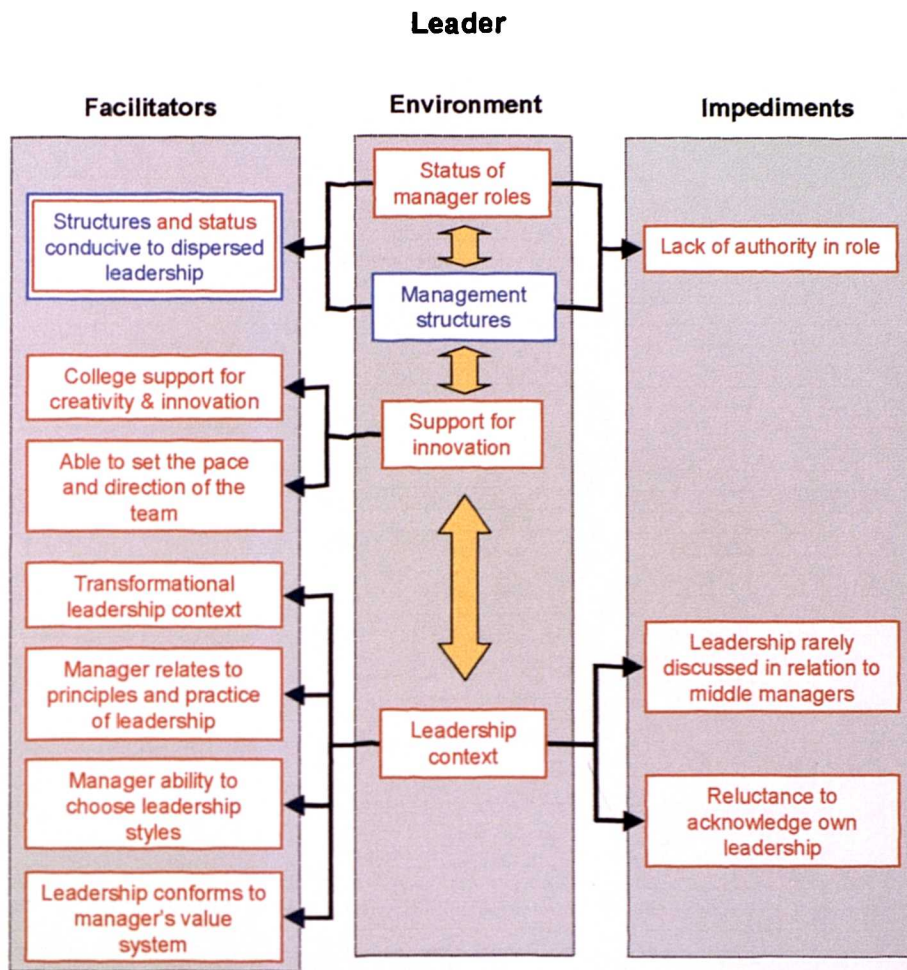 Leader
Facilitators
Environment
Impediments
Structures and status
conducive to dispersed
leadership
College support for
creativity & innovation
Able to set the pace
and direction of the
team
Transformational
leadership context
Manager relates to
principles and practice
of leadership
Manager ability to
choose leadership
styles
Leadership conforms to
manager's value
system
Status of
manager roles
Management
structures
Support for
innovation
Leadership
context
Lack of authority in role
Leadership rarely
discussed in relation to
middle managers
Reluctance to
acknowledge own
leadership